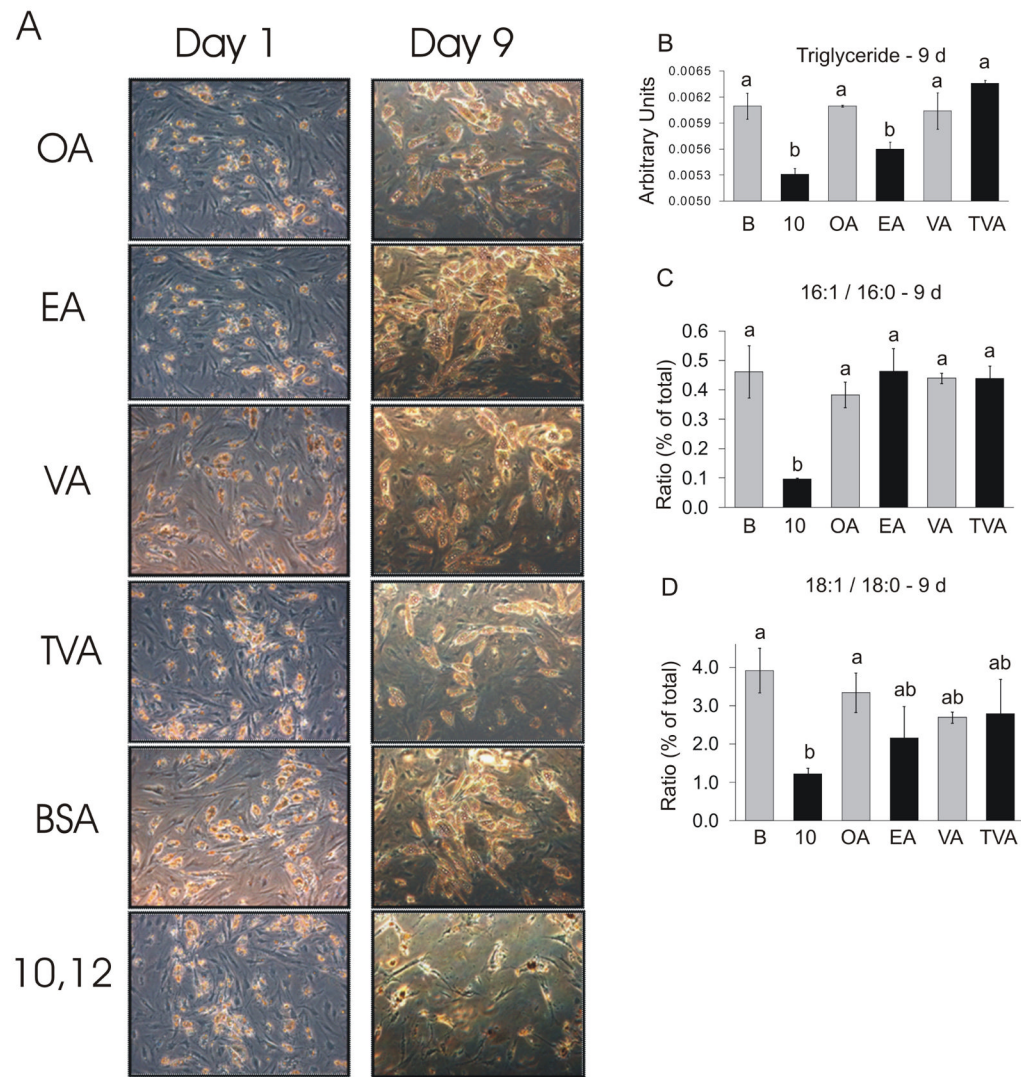 A
Day 1
Day 9
OA
EA
VA
TVA
BSA
10,12
B
Triglyceride - 9 d
Arbitrary Units
0.0065
0.0062
0.0059
0.0056
0.0053
0.0050
a
b
a
b
a
a
B 10 OA EA VA TVA
C
16:1 / 16:0 - 9 d
Ratio (% of total)
0.6
0.5
0.4
0.3
0.2
0.1
0.0
a
b
a
a
a
a
B 10 OA EA VA TVA
D
18:1 / 18:0 - 9 d
Ratio (% of total)
4.0
3.0
2.0
1.0
0.0
a
b
a
ab
ab
ab
B 10 OA EA VA TVA